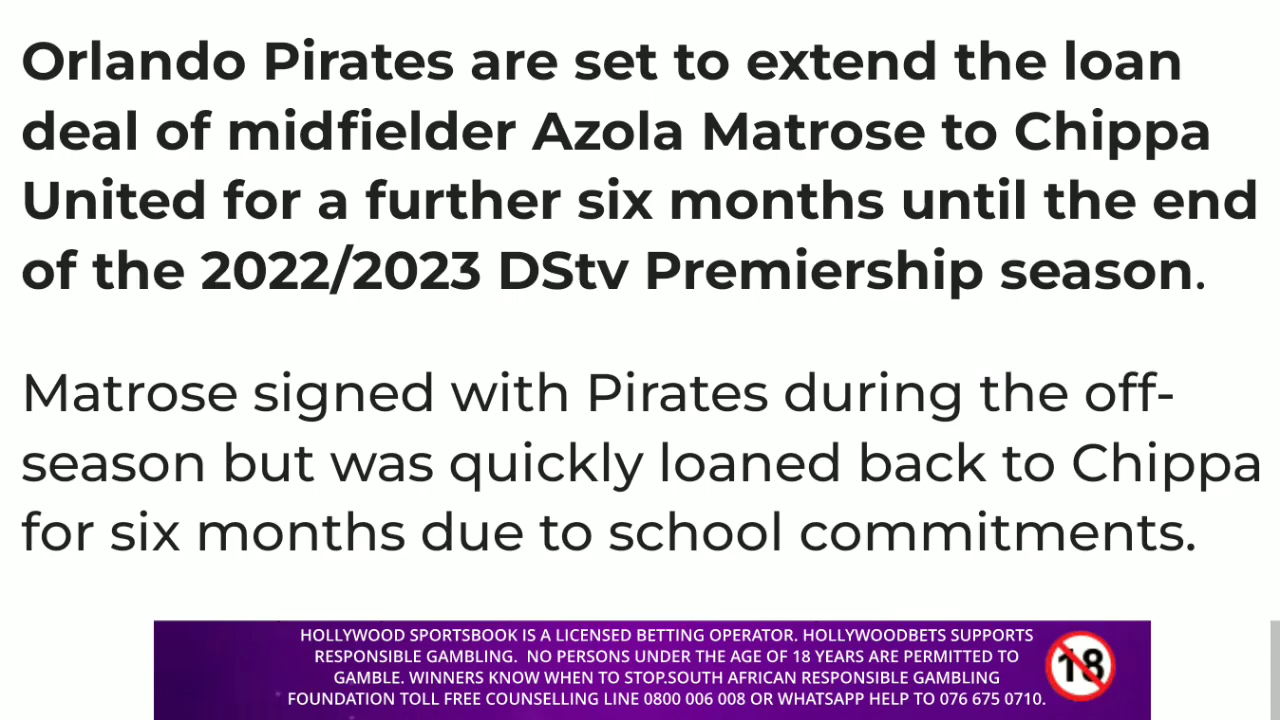 Orlando Pirates are set to extend the loan
deal of midfielder Azola Matrose to Chippa
United for a further six months until the end
of the 2022/2023 DStv Premiership season.
Matrose signed with Pirates during the off-
season but was quickly loaned back to Chippa
for six months due to school commitments.
HOLLYWOOD SPORTSBOOK IS A LICENSED BETTING OPERATOR. HOLLYWOODBETS SUPPORTS
RESPONSIBLE GAMBLING.  NO PERSONS UNDER THE AGE OF 18 YEARS ARE PERMITTED TO
GAMBLE. WINNERS KNOW WHEN TO STOP.SOUTH AFRICAN RESPONSIBLE GAMBLING
FOUNDATION TOLL FREE COUNSELLING LINE 0800 006 008 OR WHATSAPP HELP TO 076 675 0710.
18